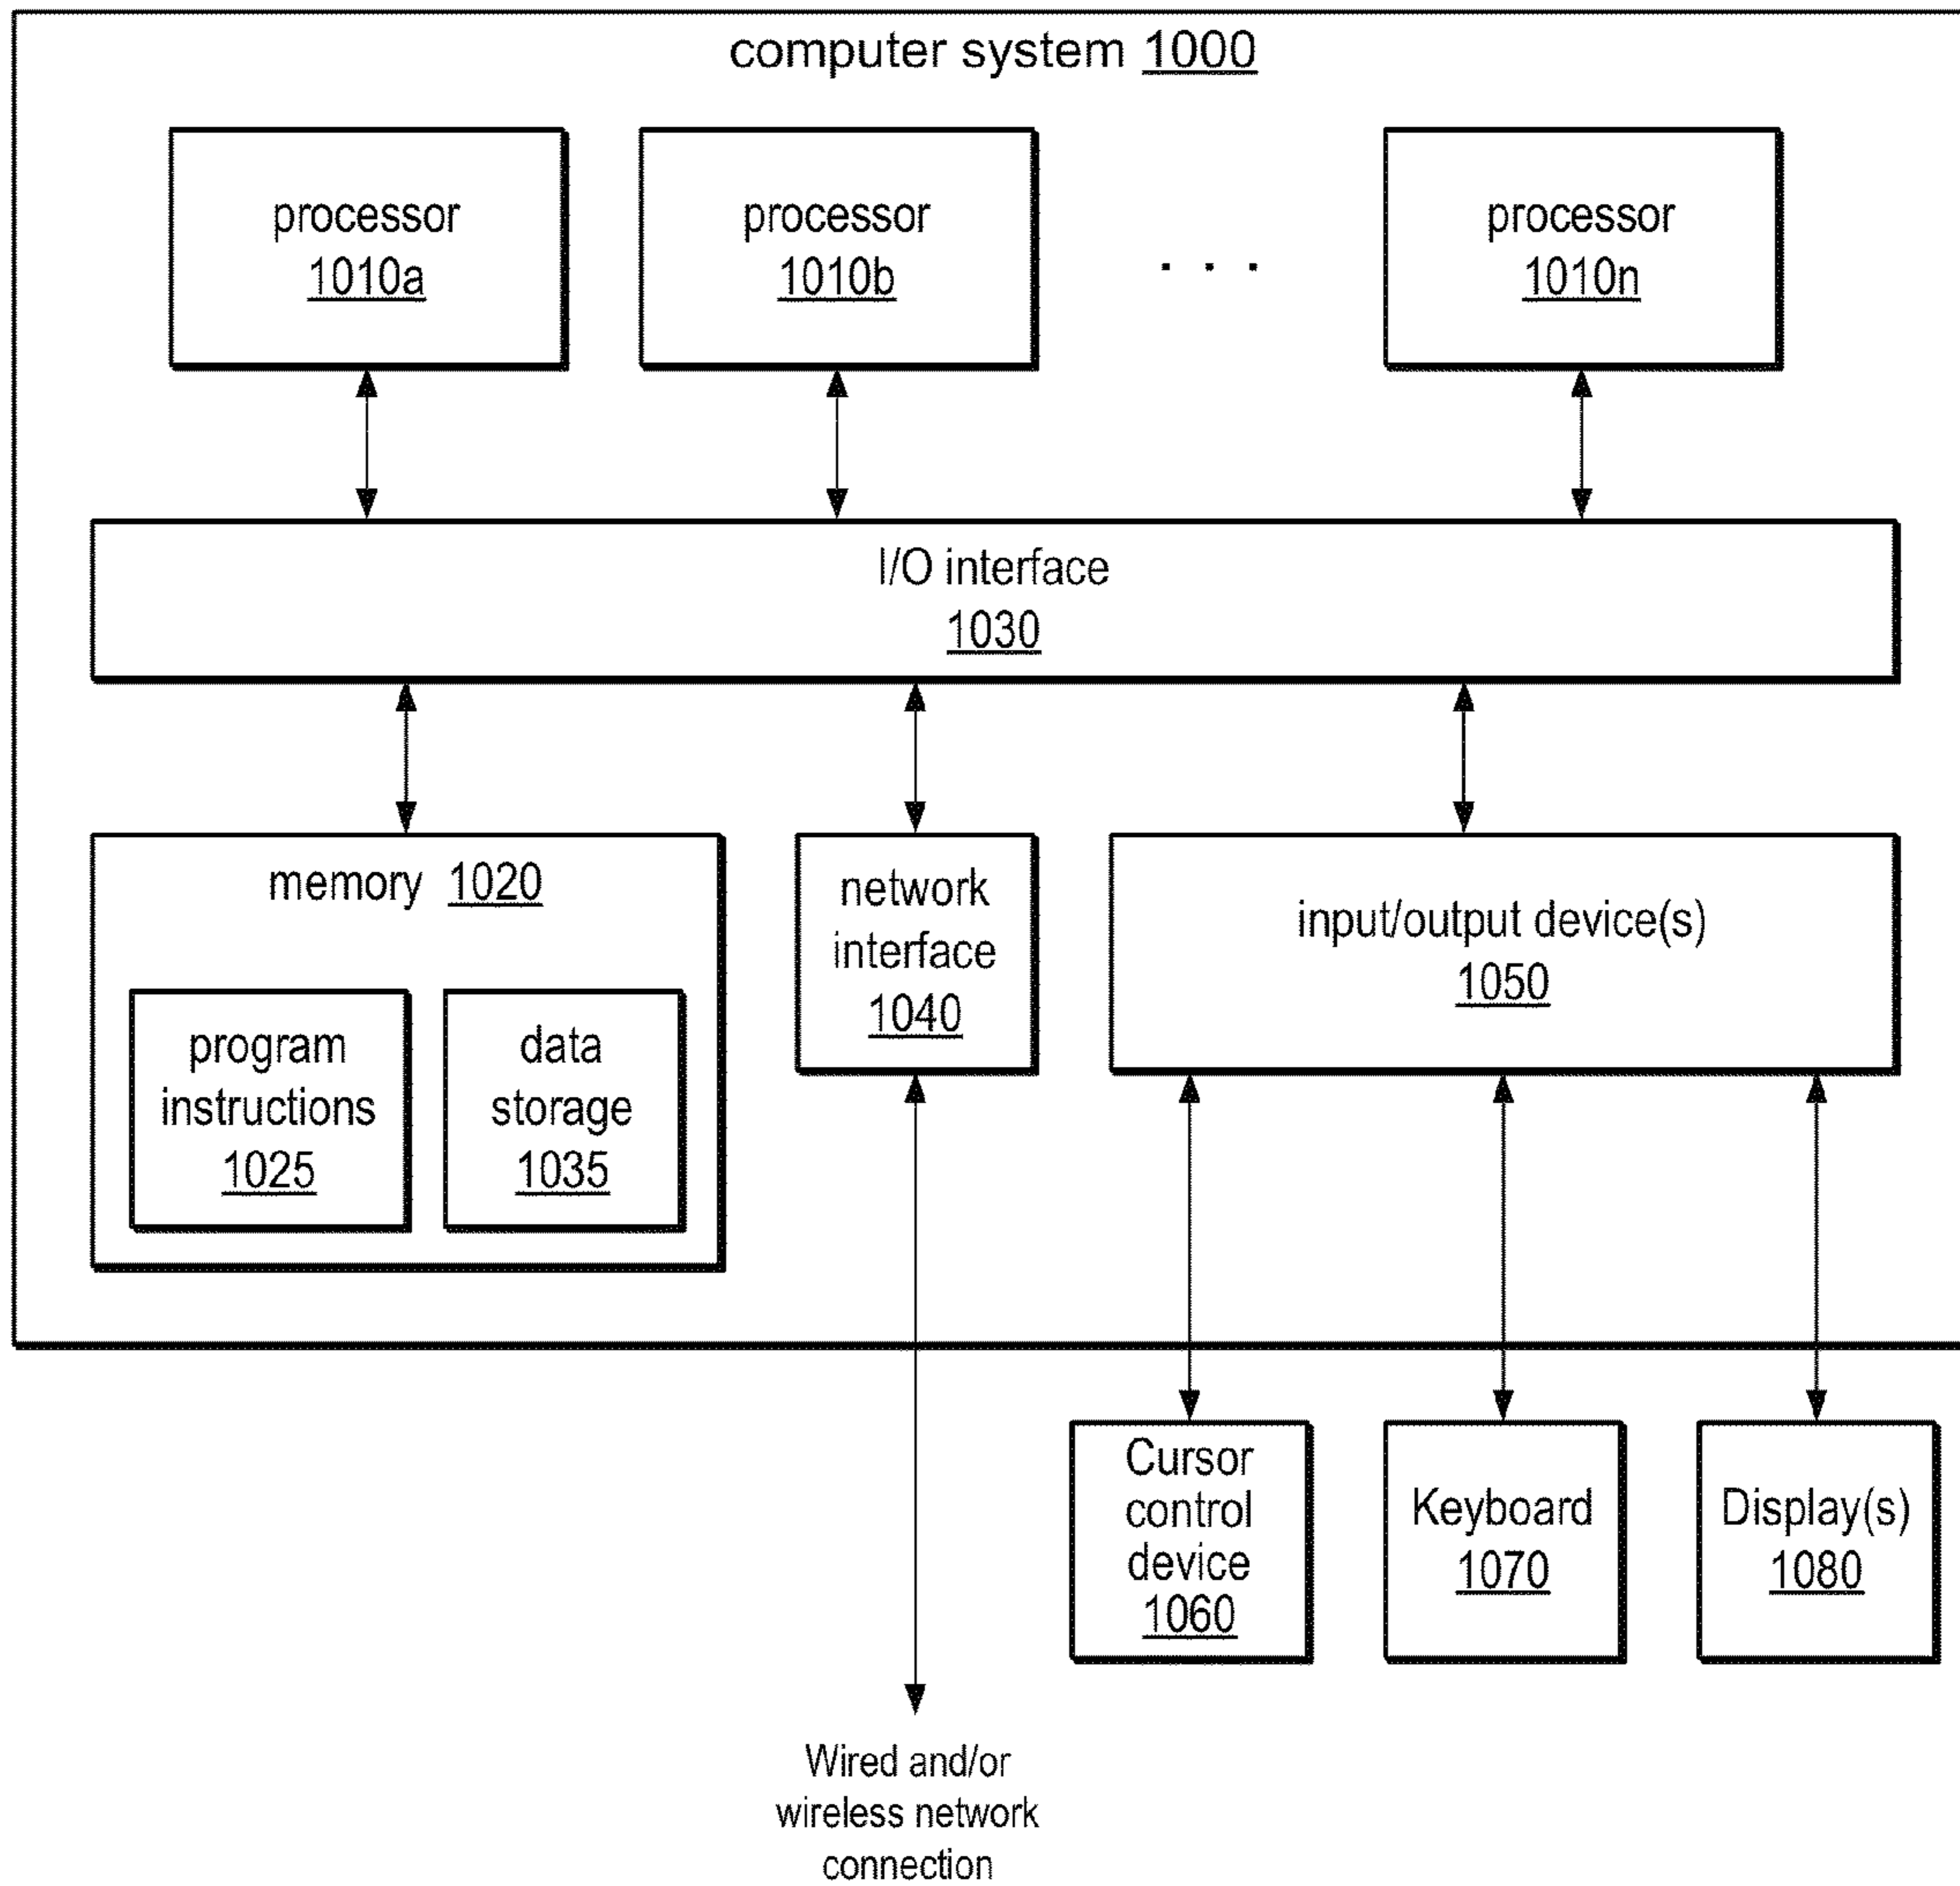 computer system 1000
processor
1010a
processor
1010b
. . .
processor
1010n
I/O interface
1030
memory 1020
program
instructions
1025
data
storage
1035
network
interface
1040
input/output device(s)
1050
Cursor
control
device
1060
Keyboard
1070
Display(s)
1080
Wired and/or
wireless network
connection